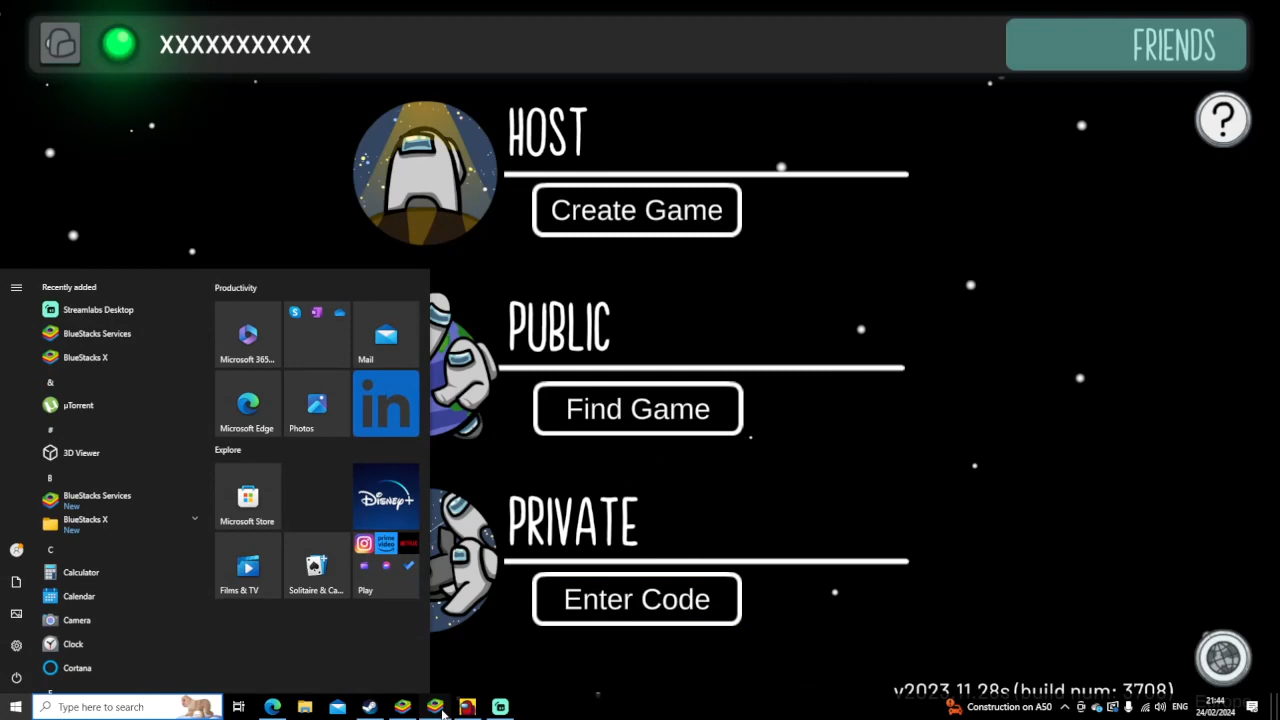 XXXXXXXXXX
FRIENDS
?
HOST
Create Game
PUBLIC
Find Game
PRIVATE
Enter Code
v2023.11.28s (build num: 3708)
Recently added
Streamlabs Desktop
BlueStacks Services
BlueStacks X
&
µTorrent
#
3D Viewer
B
BlueStacks Services
New
BlueStacks X
New
C
Calculator
Calendar
Camera
Clock
Cortana
Productivity
Microsoft 365...
Mail
Microsoft Edge
Photos
in
Explore
Microsoft Store
Disney+
Films & TV
Solitaire & Ca...
Play
Type here to search
Construction on A50
ENG
21:44
24/02/2024